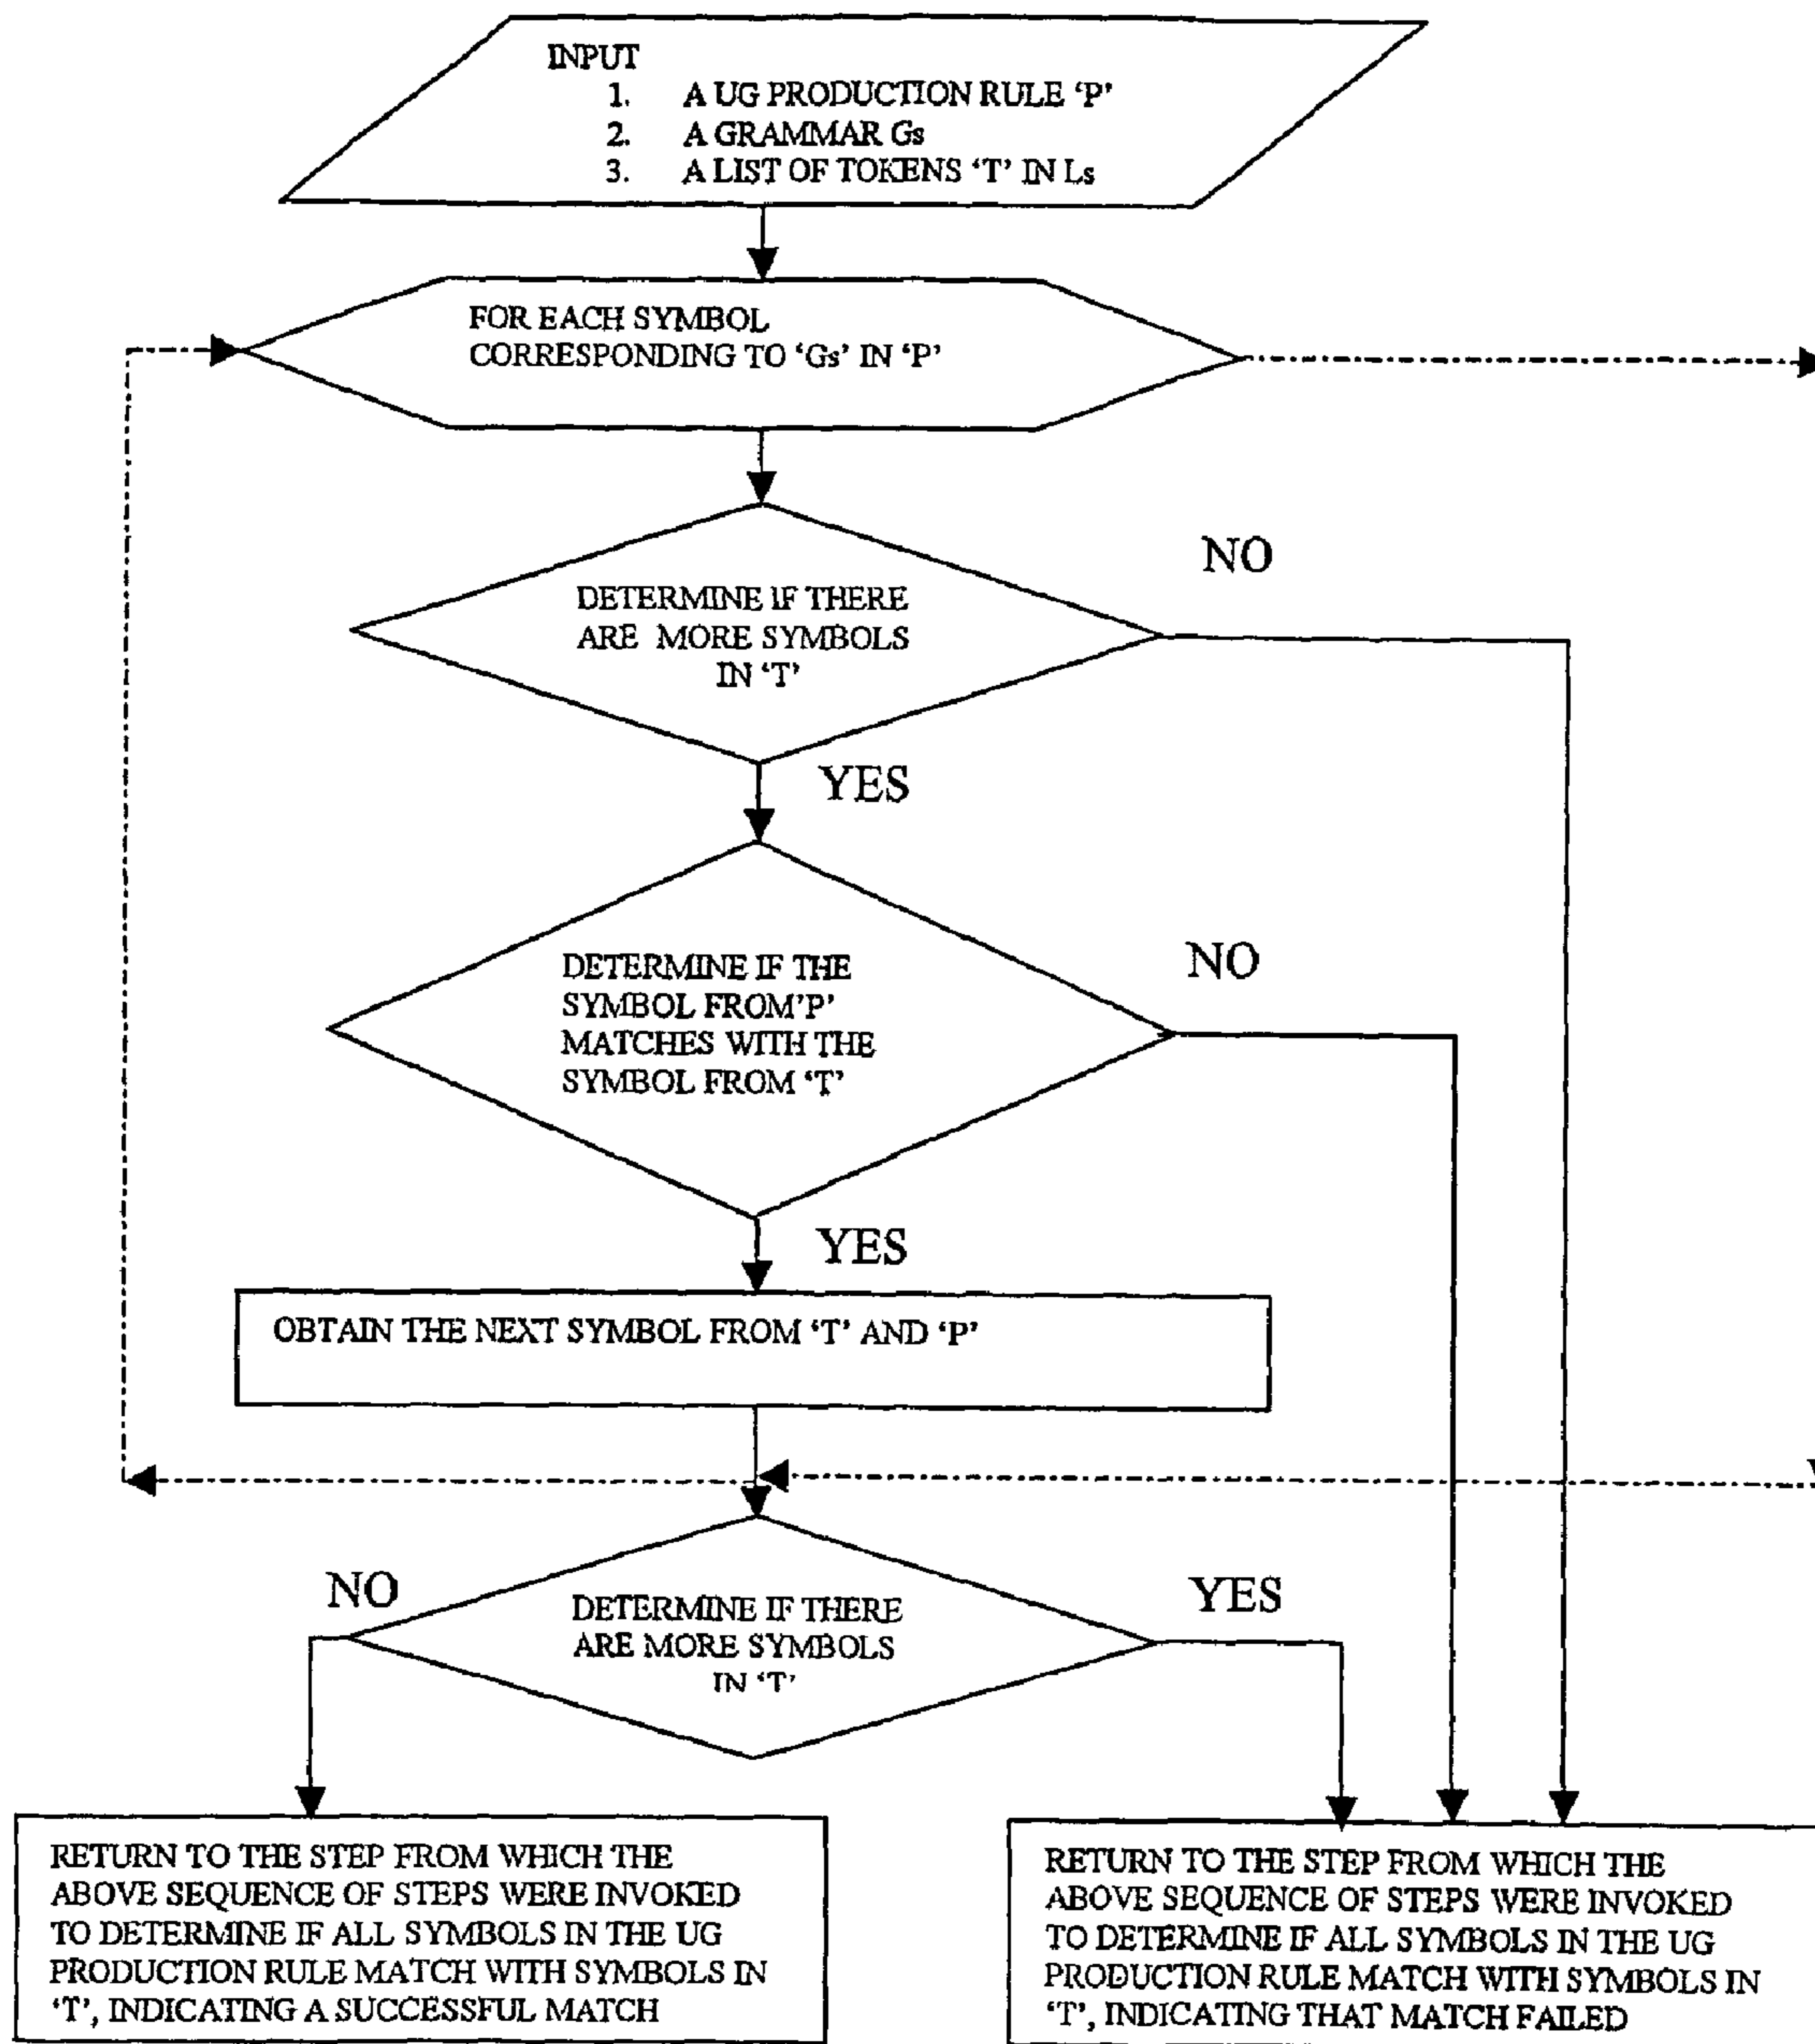 INPUT
1. A UG PRODUCTION RULE ‘P’
2. A GRAMMAR Gs
3. A LIST OF TOKENS ‘T’ IN Ls
FOR EACH SYMBOL
CORRESPONDING TO ‘Gs’ IN ‘P’
NO
DETERMINE IF THERE
ARE MORE SYMBOLS
IN ‘T’
YES
NO
DETERMINE IF THE
SYMBOL FROM’P’
MATCHES WITH THE
SYMBOL FROM ‘T’
YES
OBTAIN THE NEXT SYMBOL FROM ‘T’ AND ‘P’
NO
YES
DETERMINE IF THERE
ARE MORE SYMBOLS
IN ‘T’
RETURN TO THE STEP FROM WHICH THE
ABOVE SEQUENCE OF STEPS WERE INVOKED
TO DETERMINE IF ALL SYMBOLS IN THE UG
PRODUCTION RULE MATCH WITH SYMBOLS IN
‘T’, INDICATING A SUCCESSFUL MATCH
RETURN TO THE STEP FROM WHICH THE
ABOVE SEQUENCE OF STEPS WERE INVOKED
TO DETERMINE IF ALL SYMBOLS IN THE UG
PRODUCTION RULE MATCH WITH SYMBOLS IN
‘T’, INDICATING THAT MATCH FAILED